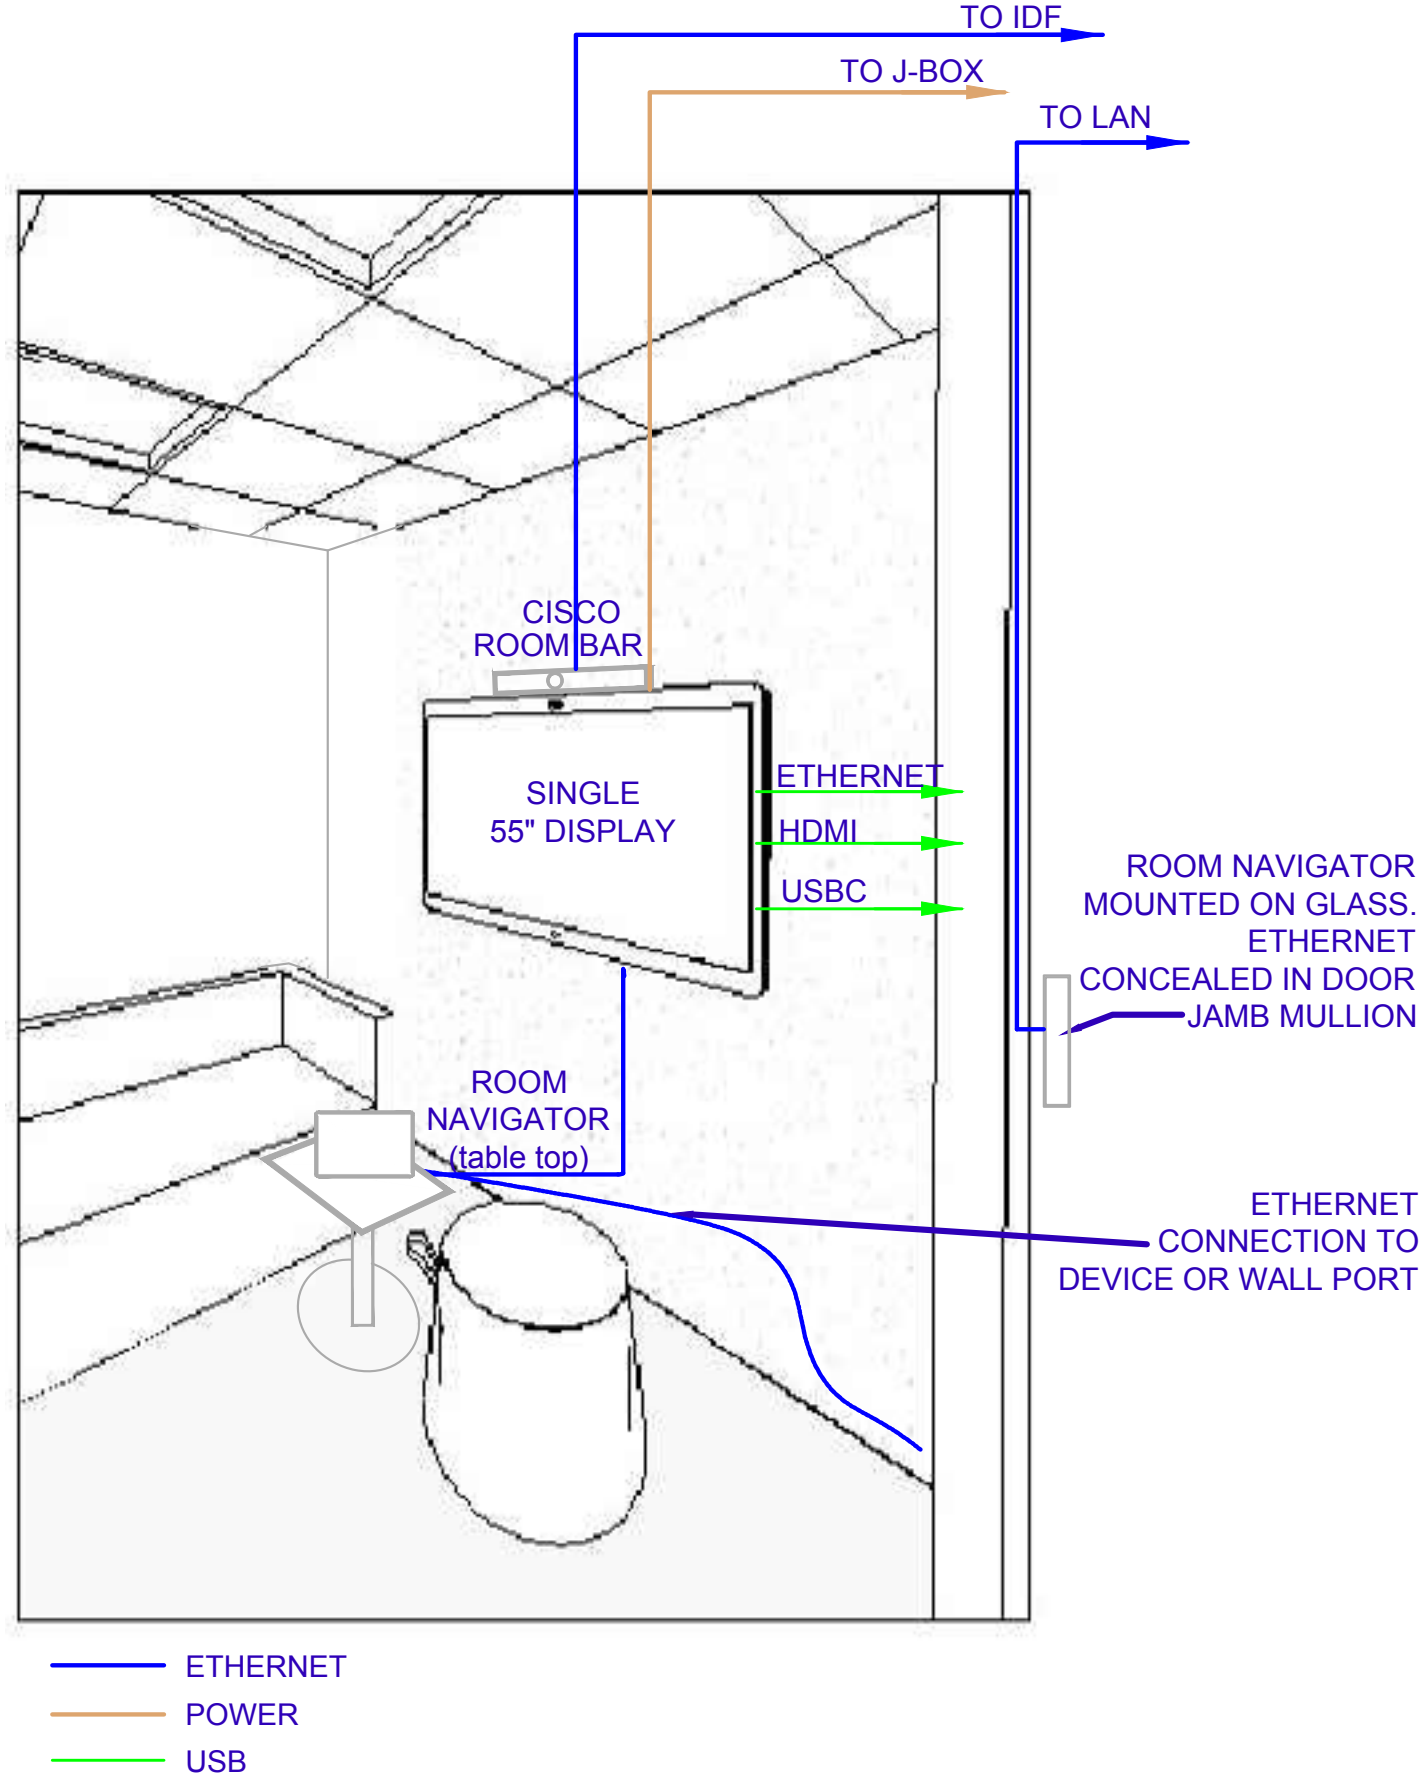 TO IDF
TO J-BOX
TO LAN
CISCO
ROOM BAR
SINGLE
55" DISPLAY
ETHERNET
HDMI
USBC
ROOM NAVIGATOR
MOUNTED ON GLASS.
ETHERNET
CONCEALED IN DOOR
JAMB MULLION
ROOM
NAVIGATOR
(table top)
ETHERNET
CONNECTION TO
DEVICE OR WALL PORT
ETHERNET
POWER
USB